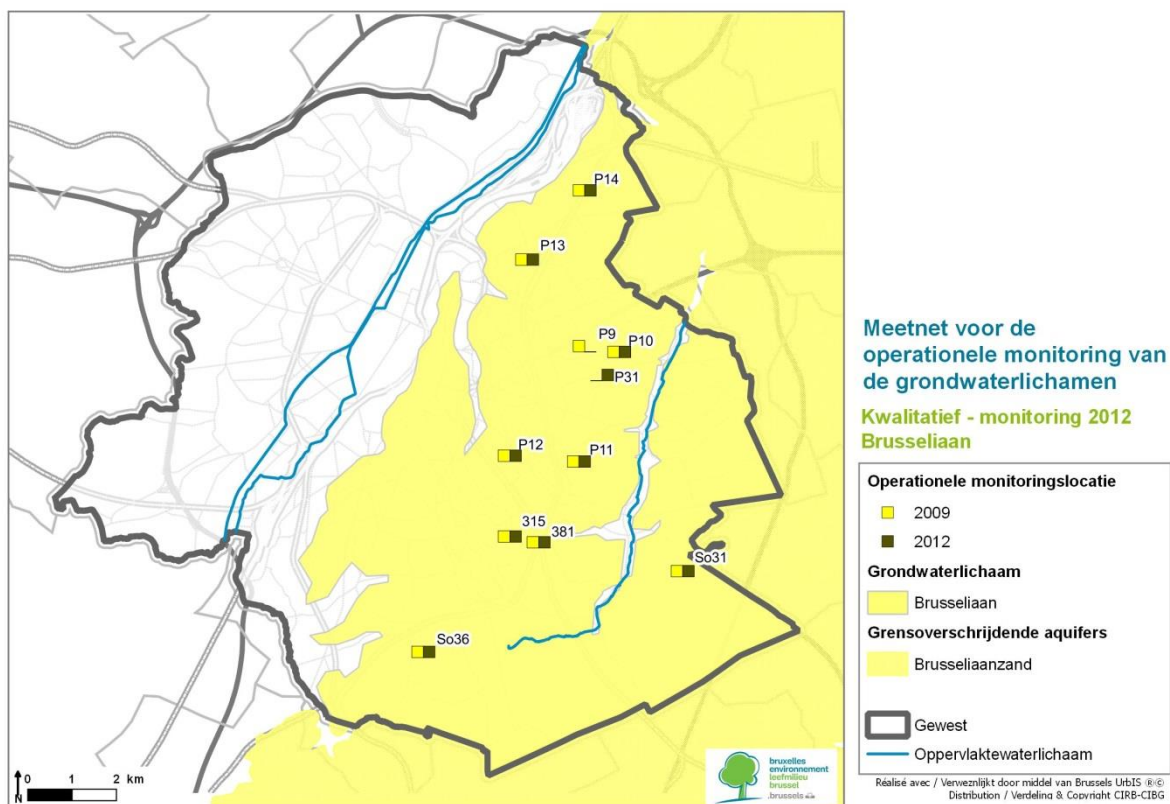 P14
P13
P9
P10
P31
P12
P11
315
381
So31
So36
N
0 1 2 km
bruxelles
environnement
leefmilieu
brussel
.brussels
Meetnet voor de
operationele monitoring van
de grondwaterlichamen
Kwalitatief - monitoring 2012
Brusseliaan
Operationele monitoringslocatie
2009
2012
Grondwaterlichaam
Brusseliaan
Grensoverschrijdende aquifers
Brusseliaanzand
Gewest
Oppervlaktewaterlichaam
Réalisé avec / Verweznlijkt door middel van Brussels UrbIS ®©
Distribution / Verdeling & Copyright CIRB-CIBG